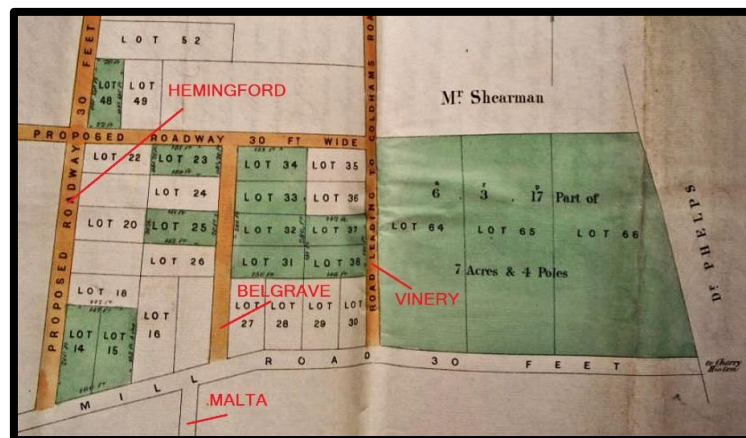 LOT 52
PROPOSED ROADWAY 30 FEET
LOT 48
LOT 49
HEMINGFORD
ROAD LEADING TO COLDHAMS ROA
Mr Shearman
PROPOSED ROADWAY 30 FT WIDE
LOT 22
LOT 23
LOT 34
LOT 35
LOT 24
LOT 33
LOT 36
6 . 3 . 17 Part of
LOT 20
LOT 25
LOT 32
LOT 37
LOT 64
LOT 65
LOT 66
Dr PHELPS
LOT 26
LOT 31
LOT 38
7 Acres & 4 Poles
LOT 18
BELGRAVE
VINERY
LOT 14
LOT 15
LOT 16
LOT 27
LOT 28
LOT 29
LOT 30
MILL ROAD 30 FEET
to Cherry
Hinton
MALTA